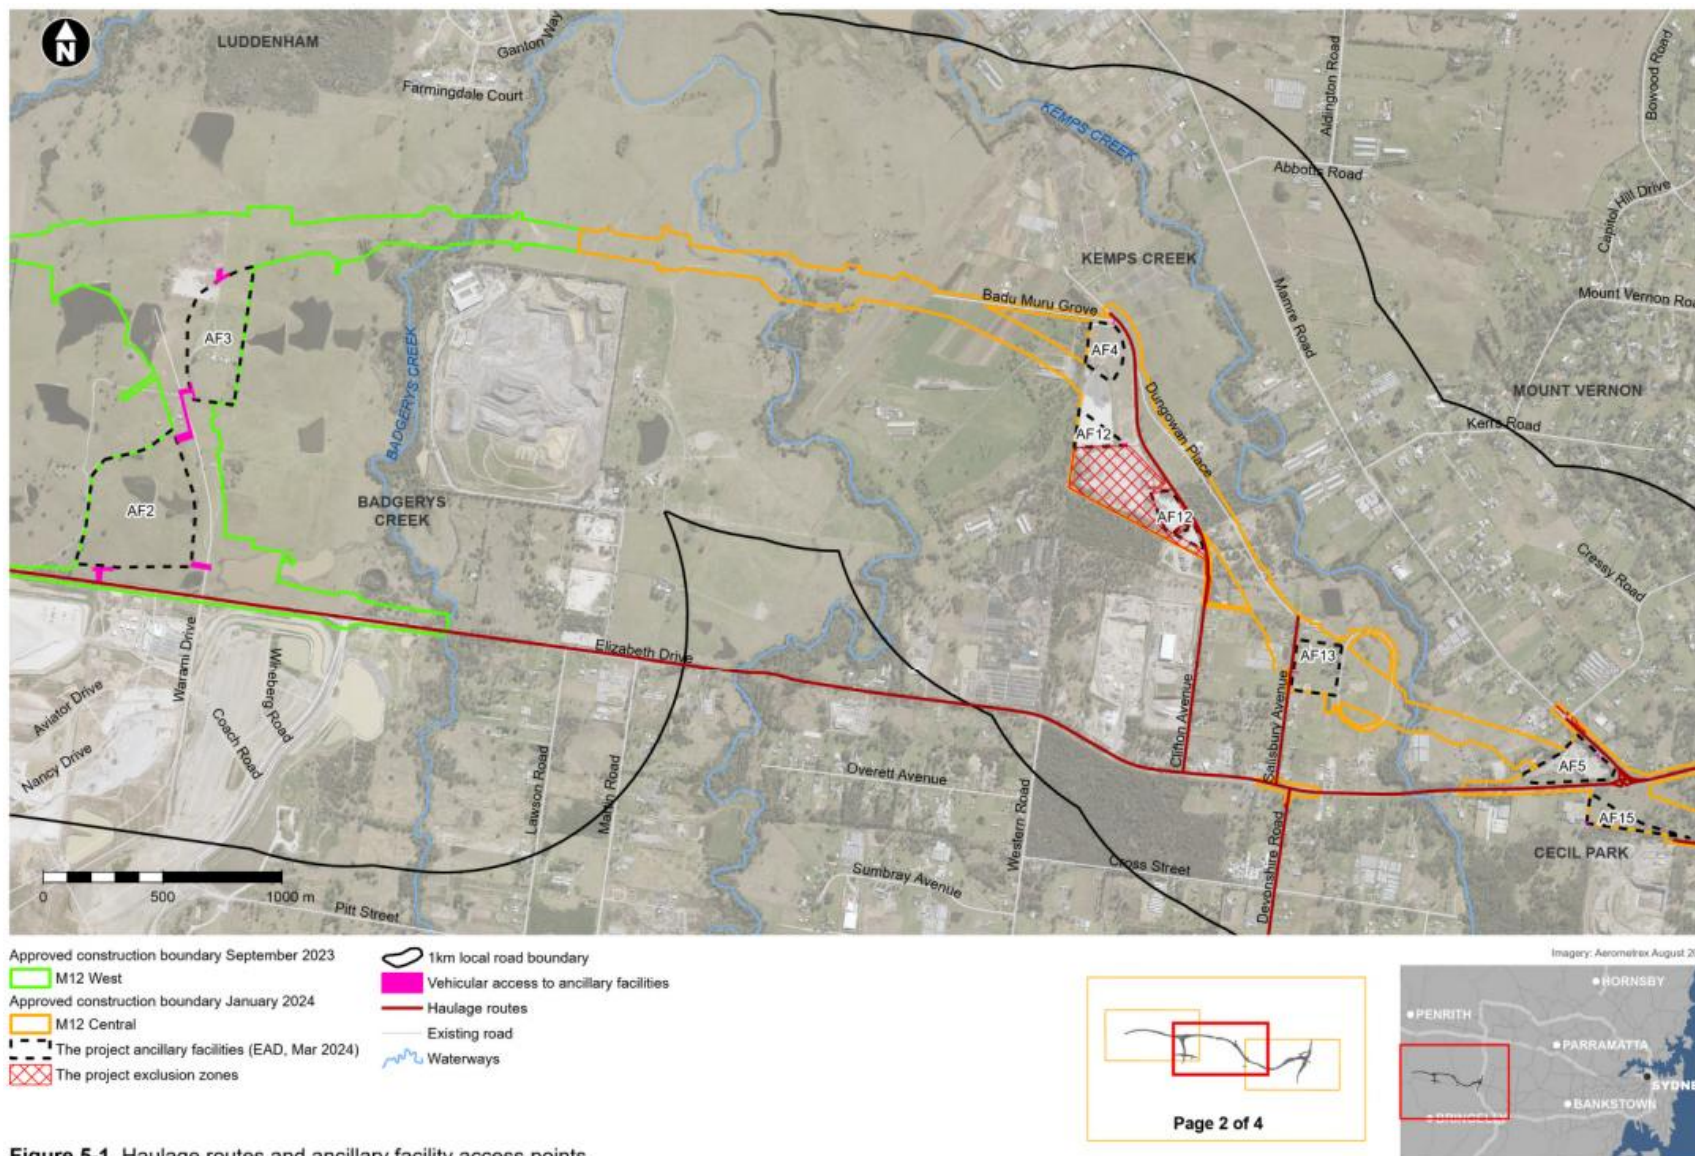 N
LUDDENHAM
Ganton Way
Farmingdale Court
KEMPS CREEK
Aldington Road
Bowood Road
Abbotts Road
Capitol Hill Drive
KEMPS CREEK
Mamre Road
Mount Vernon Roa
Badu Muru Grove
AF3
AF4
BADGERYS CREEK
Dungowan Place
MOUNT VERNON
Kerrs Road
AF12
AF2
BADGERYS
CREEK
AF12
Cressy Road
Elizabeth Drive
Warami Drive
Wireberg Road
Aviator Drive
Coach Road
Nancy Drive
AF13
Clifton Avenue
Salisbury Avenue
Lawson Road
Martin Road
Overett Avenue
Western Road
AF5
AF15
CECIL PARK
Cross Street
Sumbray Avenue
Devonshire Road
0 500 1000 m
Pitt Street
Approved construction boundary September 2023
M12 West
Approved construction boundary January 2024
M12 Central
The project ancillary facilities (EAD, Mar 2024)
The project exclusion zones
1km local road boundary
Vehicular access to ancillary facilities
Haulage routes
Existing road
Waterways
Page 2 of 4
Imagery: Aerometrex August 20
HORNSBY
PENRITH
PARRAMATTA
SYDNE
BANKSTOWN
BRINGELLY
Figure 5-1 Haulage routes and ancillary facility access points